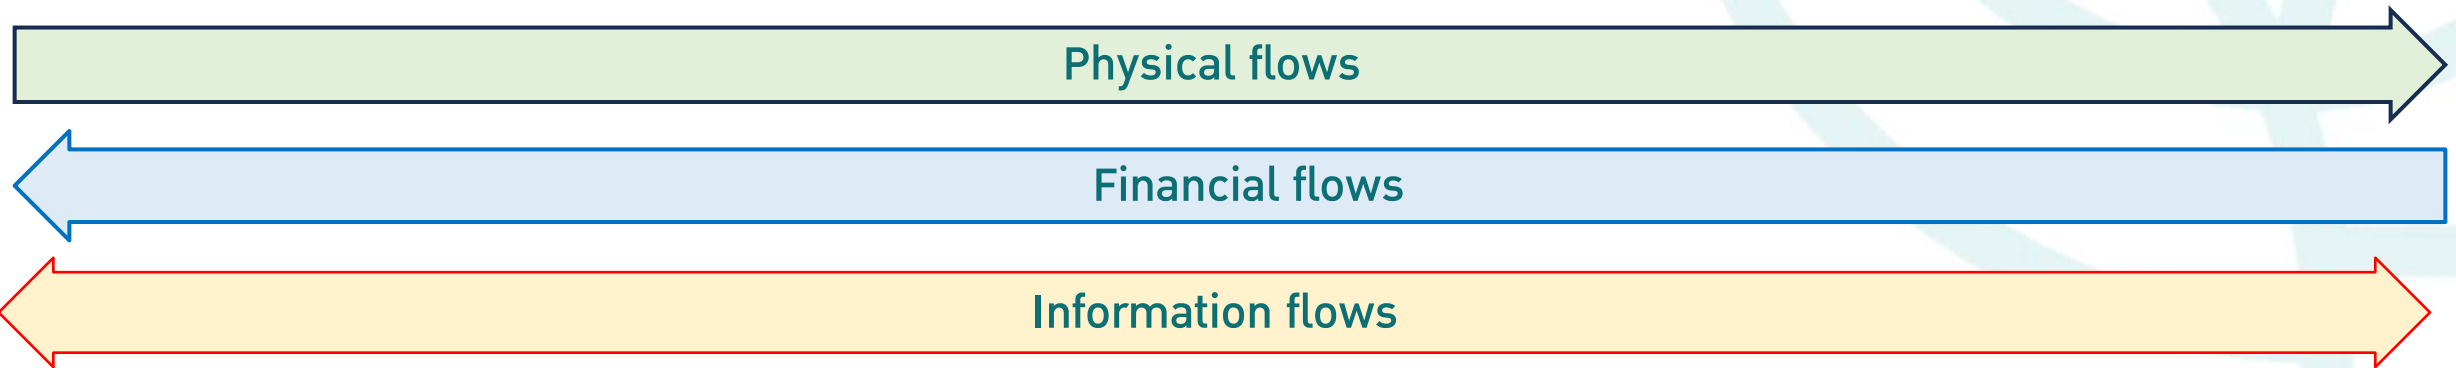 Physical flows
Financial flows
Information flows